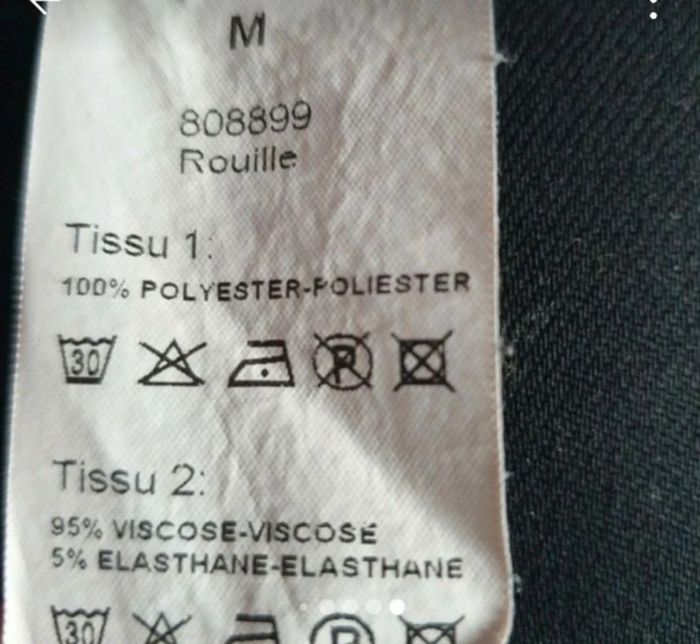 M
808899
Rouille
Tissu 1:
100% POLYESTER-POLIESTER
30 P
Tissu 2:
95% VISCOSE-VISCOSE
5% ELASTHANE-ELASTHANE
30 P